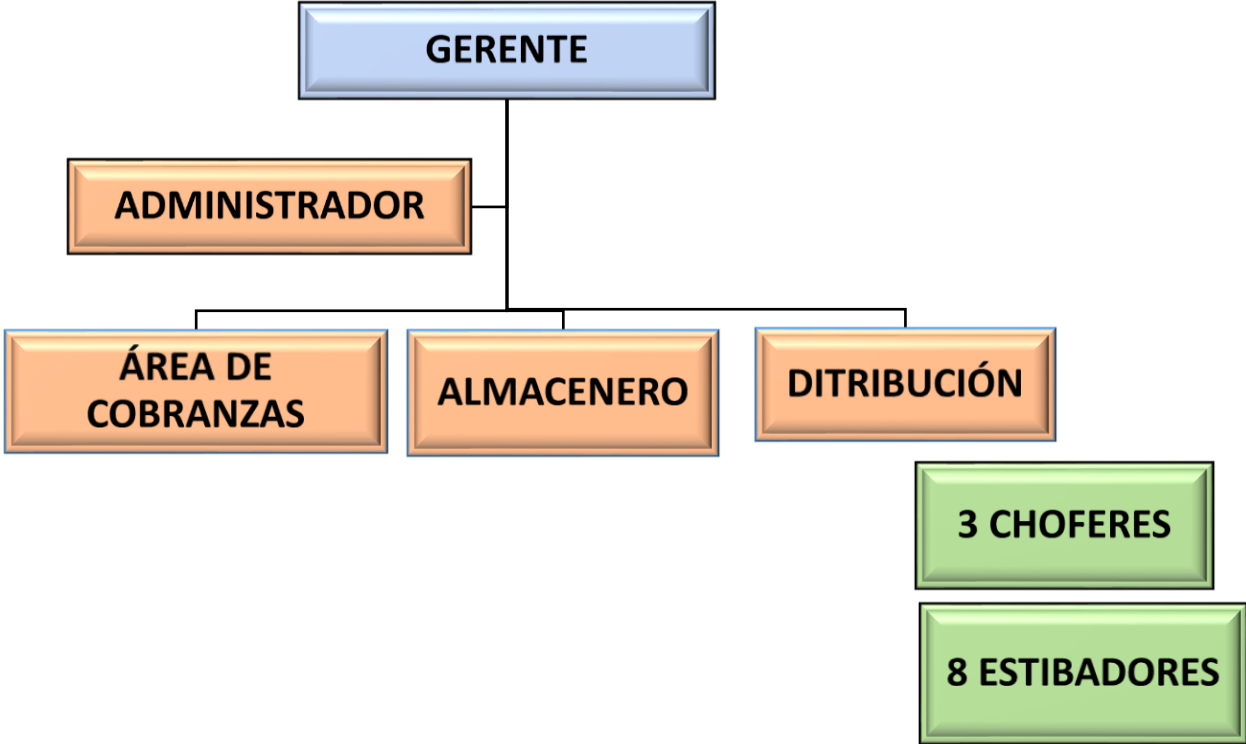 GERENTE
ADMINISTRADOR
ÁREA DE
COBRANZAS
ALMACENERO
DITRIBUCIÓN
3 CHOFERES
8 ESTIBADORES